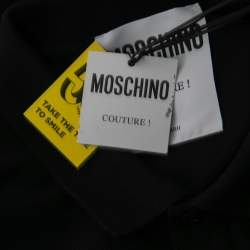 MOSCHINO
TAKE THE
TO SMILE
MOSCHINO
COUTURE !